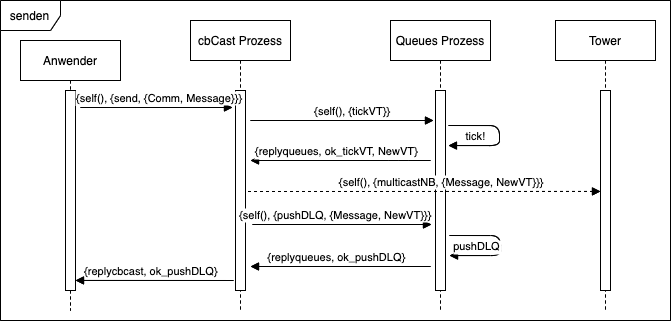 senden
Anwender
cbCast Prozess
Queues Prozess
Tower
{self(), {send, {Comm, Message}}}
{self(), {tickVT}}
tick!
{replyqueues, ok_tickVT, NewVT}
{self(), {multicastNB, {Message, NewVT}}}
{self(), {pushDLQ, {Message, NewVT}}}
pushDLQ
{replyqueues, ok_pushDLQ}
{replycbcast, ok_pushDLQ}